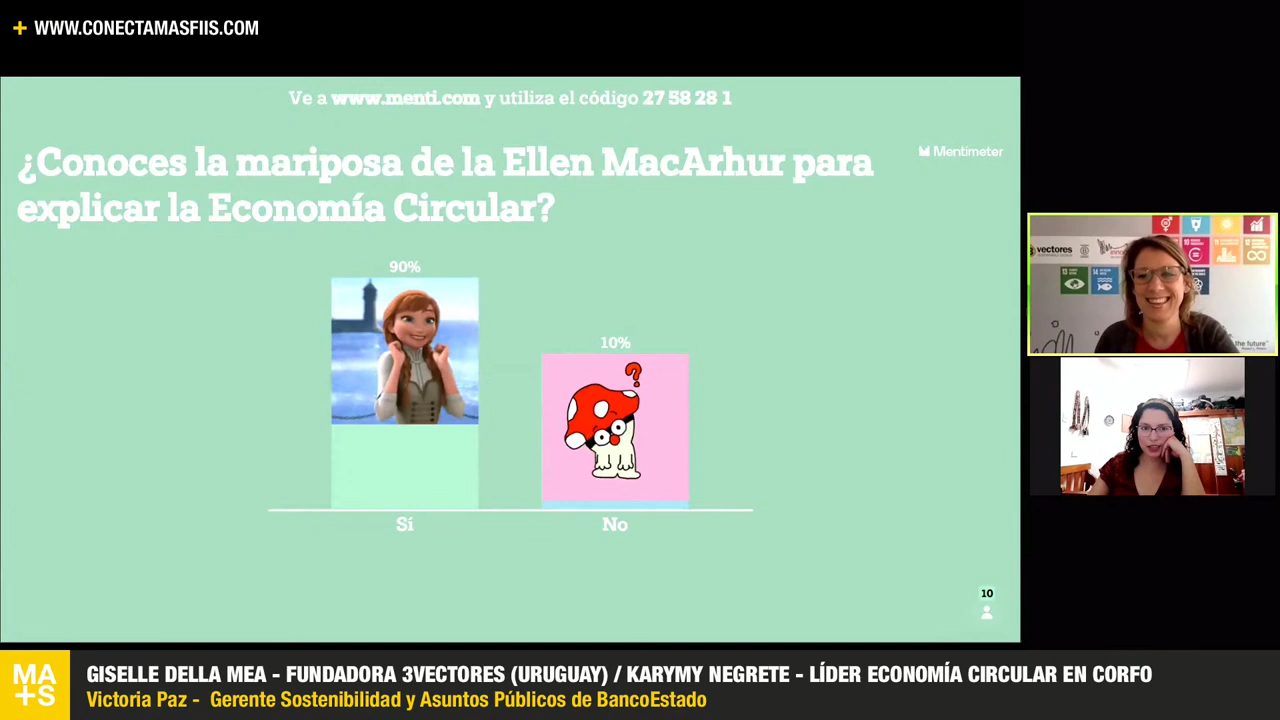 + WWW.CONECTAMASFIIS.COM
Ve a www.menti.com y utiliza el código 27 58 28 1
¿Conoces la mariposa de la Ellen MacArhur para
explicar la Economía Circular?
Mentimeter
90%
10%
?
Sí
No
10
vectores
the future"
MA
+S
GISELLE DELLA MEA - FUNDADORA 3VECTORES (URUGUAY) / KARYMY NEGRETE - LÍDER ECONOMÍA CIRCULAR EN CORFO
Victoria Paz - Gerente Sostenibilidad y Asuntos Públicos de BancoEstado